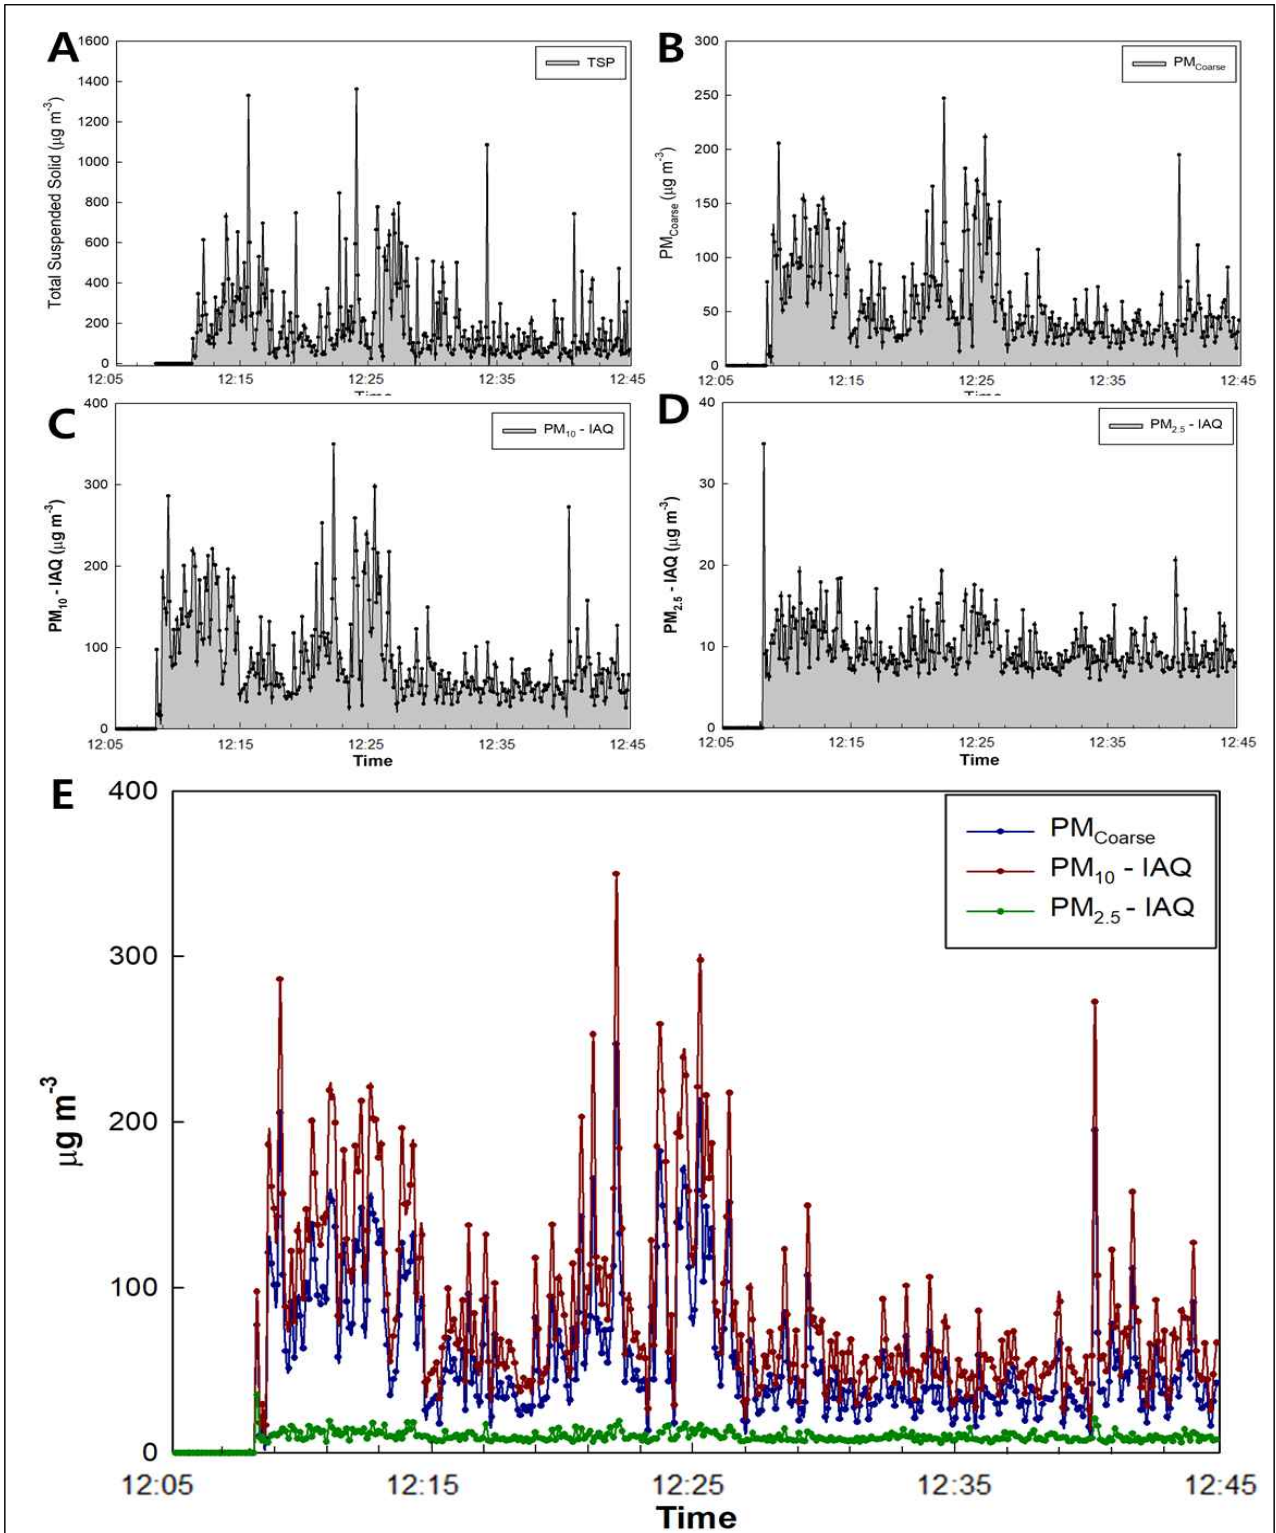 A
1600
1400
1200
1000
800
600
400
200
0
Total Suspended Solid (µg m-3)
TSP
12:05 12:15 12:25 12:35 12:45
Time
B
300
250
200
150
100
50
0
PMCoarse (µg m-3)
PMCoarse
12:05 12:15 12:25 12:35 12:45
Time
C
400
300
200
100
0
PM10 - IAQ (µg m-3)
PM10 - IAQ
12:05 12:15 12:25 12:35 12:45
Time
D
40
30
20
10
0
PM2.5 - IAQ (µg m-3)
PM2.5 - IAQ
12:05 12:15 12:25 12:35 12:45
Time
E
400
300
200
100
0
µg m-3
PMCoarse
PM10 - IAQ
PM2.5 - IAQ
12:05 12:15 12:25 12:35 12:45
Time